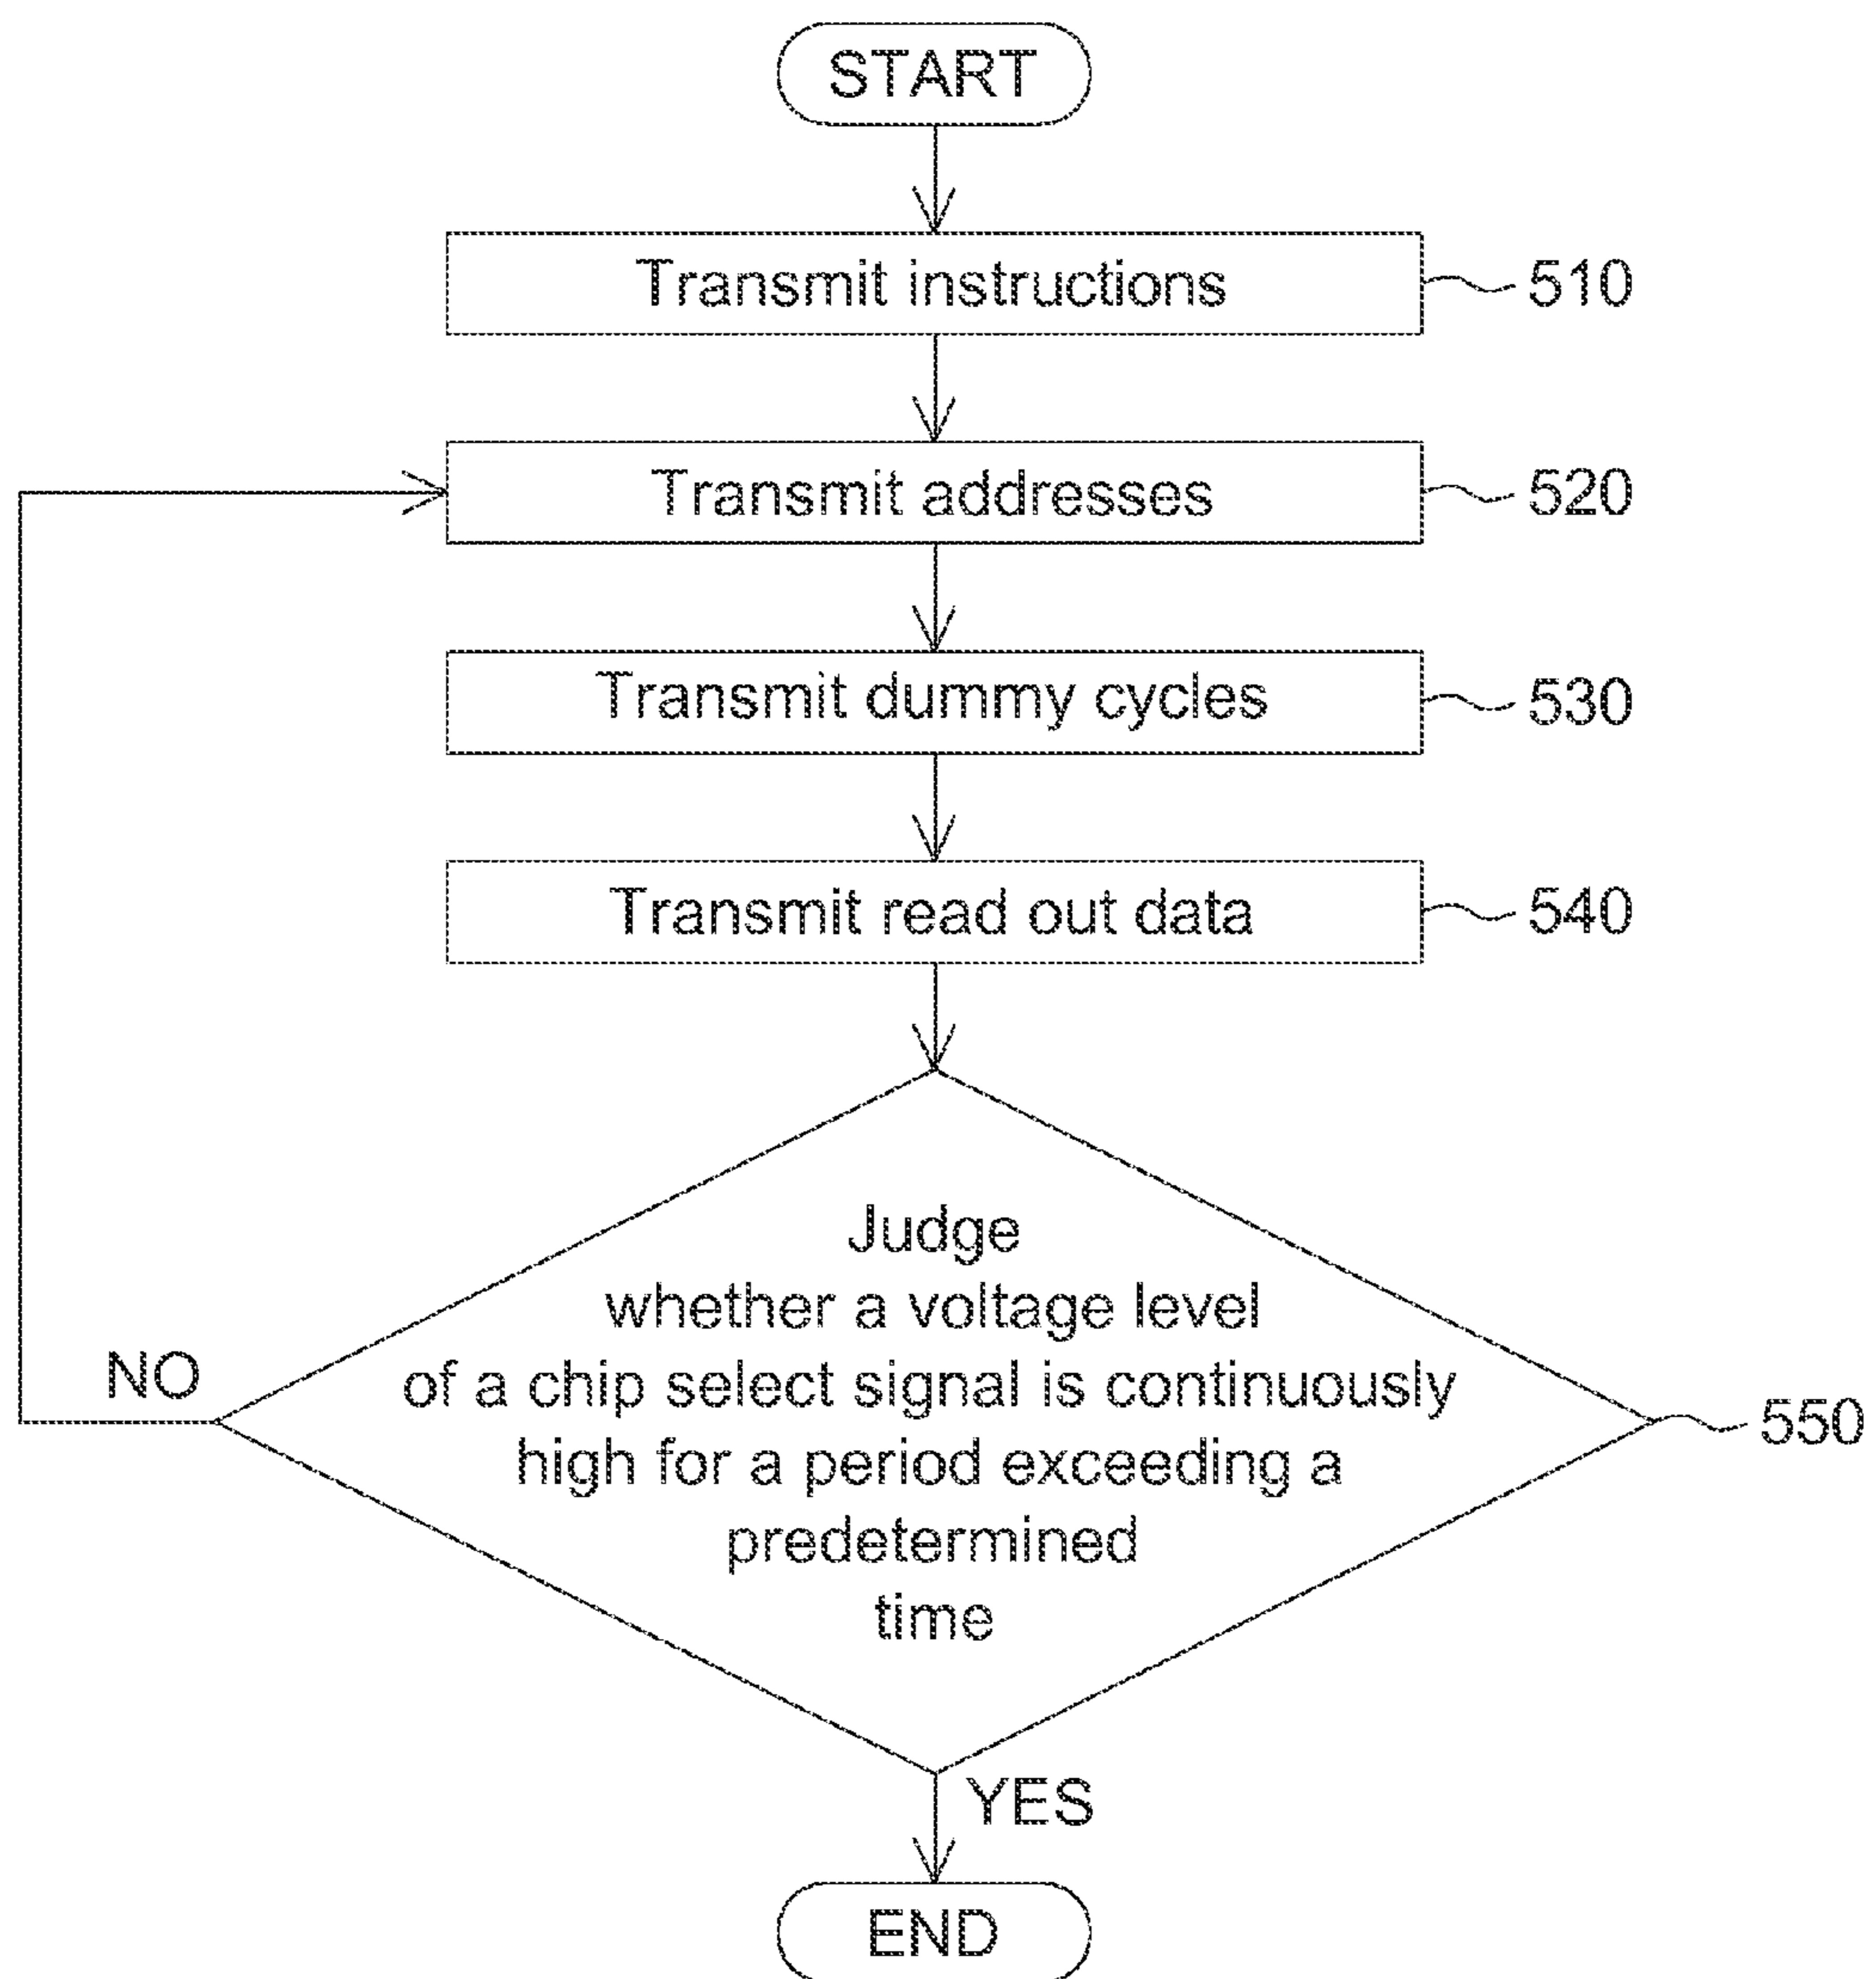 START
Transmit instructions
510
Transmit addresses
520
Transmit dummy cycles
530
Transmit read out data
540
Judge
whether a voltage level
of a chip select signal is continuously
high for a period exceeding a
predetermined
time
NO
550
YES
END